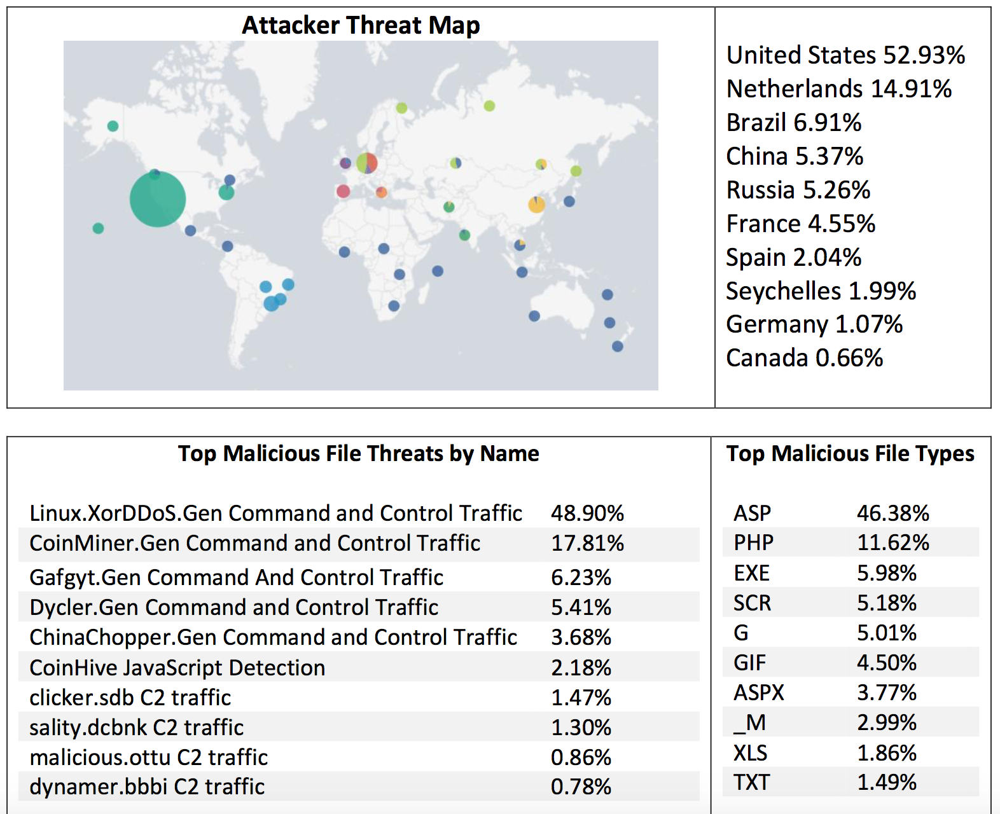 Attacker Threat Map
United States 52.93%
Netherlands 14.91%
Brazil 6.91%
China 5.37%
Russia 5.26%
France 4.55%
Spain 2.04%
Seychelles 1.99%
Germany 1.07%
Canada 0.66%
Top Malicious File Threats by Name
Linux.XorDDoS.Gen Command and Control Traffic 48.90%
CoinMiner.Gen Command and Control Traffic 17.81%
Gafgyt.Gen Command And Control Traffic 6.23%
Dycler.Gen Command and Control Traffic 5.41%
ChinaChopper.Gen Command and Control Traffic 3.68%
CoinHive JavaScript Detection 2.18%
clicker.sdb C2 traffic 1.47%
sality.dcbnk C2 traffic 1.30%
malicious.ottu C2 traffic 0.86%
dynamer.bbbi C2 traffic 0.78%
Top Malicious File Types
ASP 46.38%
PHP 11.62%
EXE 5.98%
SCR 5.18%
G 5.01%
GIF 4.50%
ASPX 3.77%
_M 2.99%
XLS 1.86%
TXT 1.49%